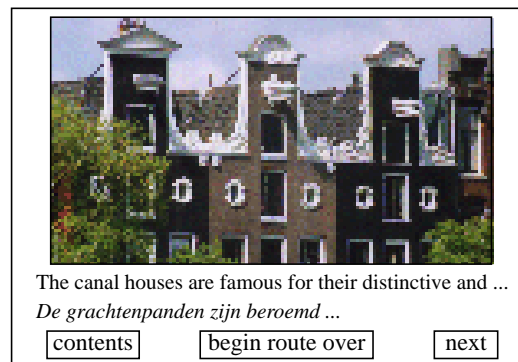 The canal houses are famous for their distinctive and ...
De grachtenpanden zijn beroemd ...
contents begin route over next